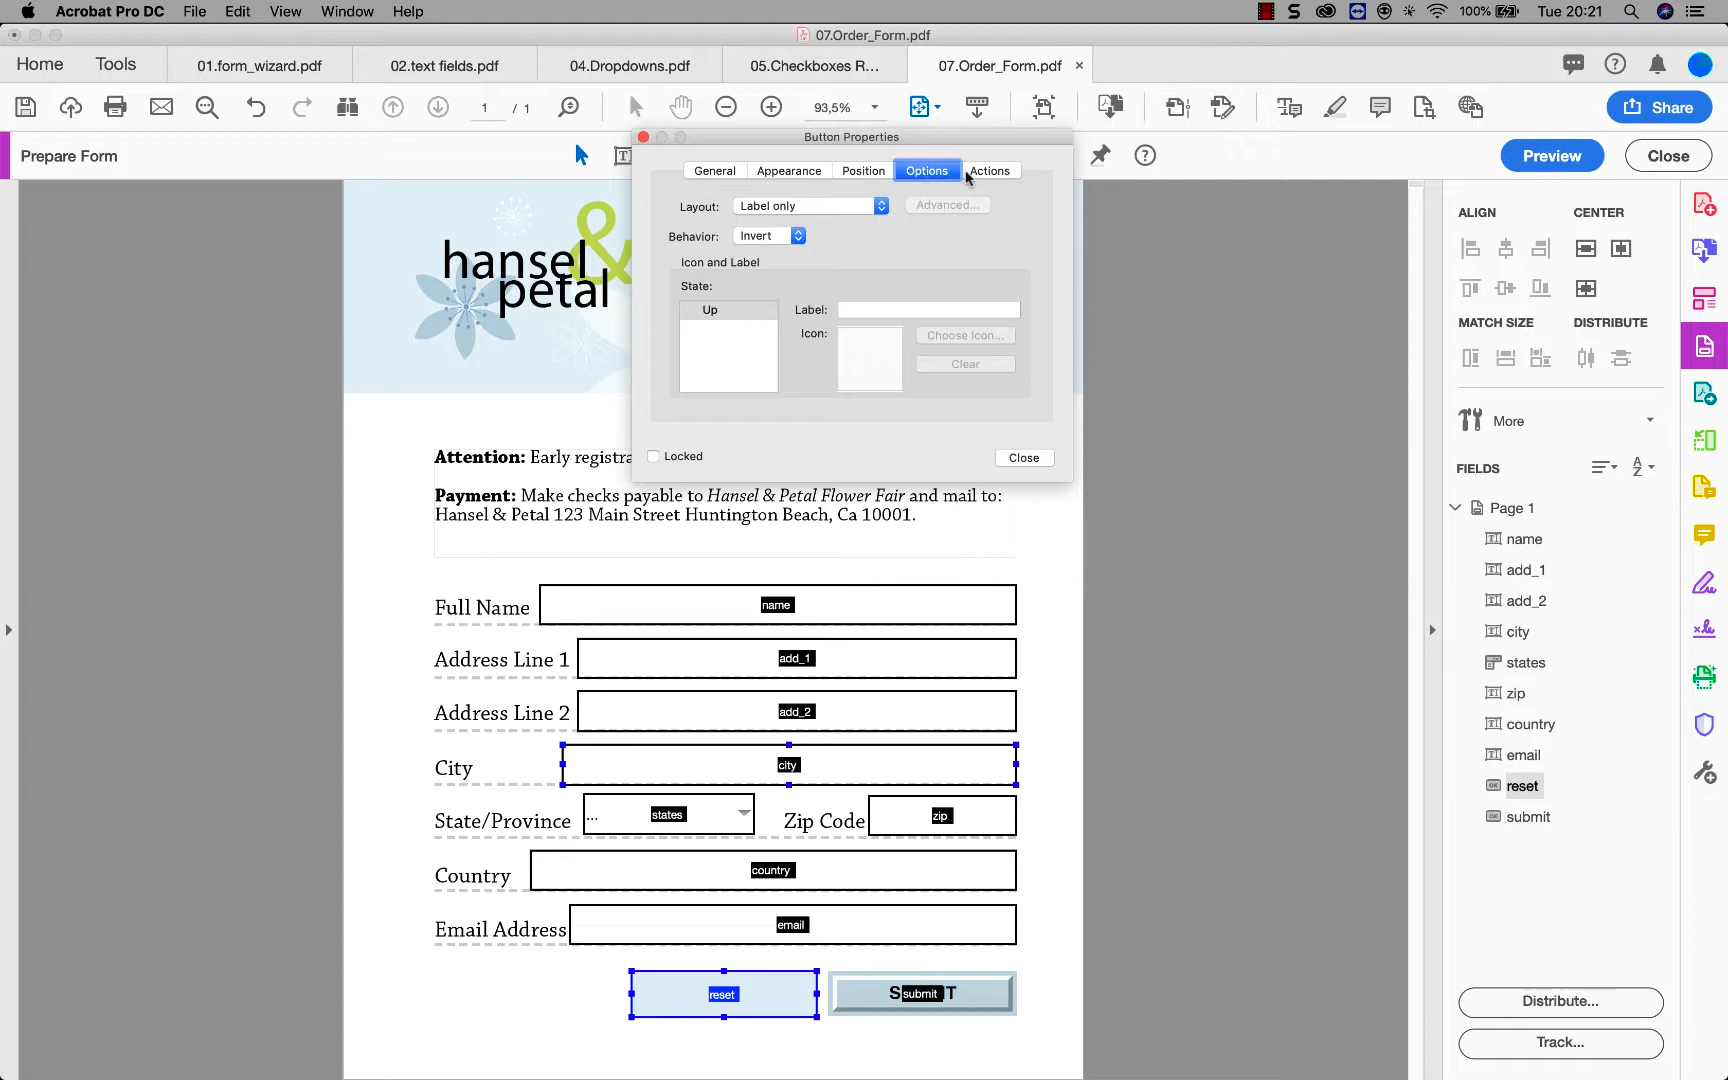 Acrobat Pro DC File Edit View Window Help 100% Tue 20:21
07.Order_Form.pdf
Home Tools 01.form_wizard.pdf 02.text fields.pdf 04.Dropdowns.pdf 05.Checkboxes R... 07.Order_Form.pdf ×
1 / 1 93,5% Share
Button Properties
Prepare Form Preview Close
General Appearance Position Options Actions
Layout: Label only Advanced...
Behavior: Invert
Icon and Label
State:
Up Label:
Icon: Choose Icon...
Clear
Locked Close
hansel &
petal
Attention: Early registra
Payment: Make checks payable to Hansel & Petal Flower Fair and mail to:
Hansel & Petal 123 Main Street Huntington Beach, Ca 10001.
Full Name name
Address Line 1 add_1
Address Line 2 add_2
City city
State/Province ... states Zip Code zip
Country country
Email Address email
reset S submit T
ALIGN CENTER
MATCH SIZE DISTRIBUTE
More
FIELDS
Page 1
name
add_1
add_2
city
states
zip
country
email
reset
submit
Distribute...
Track...